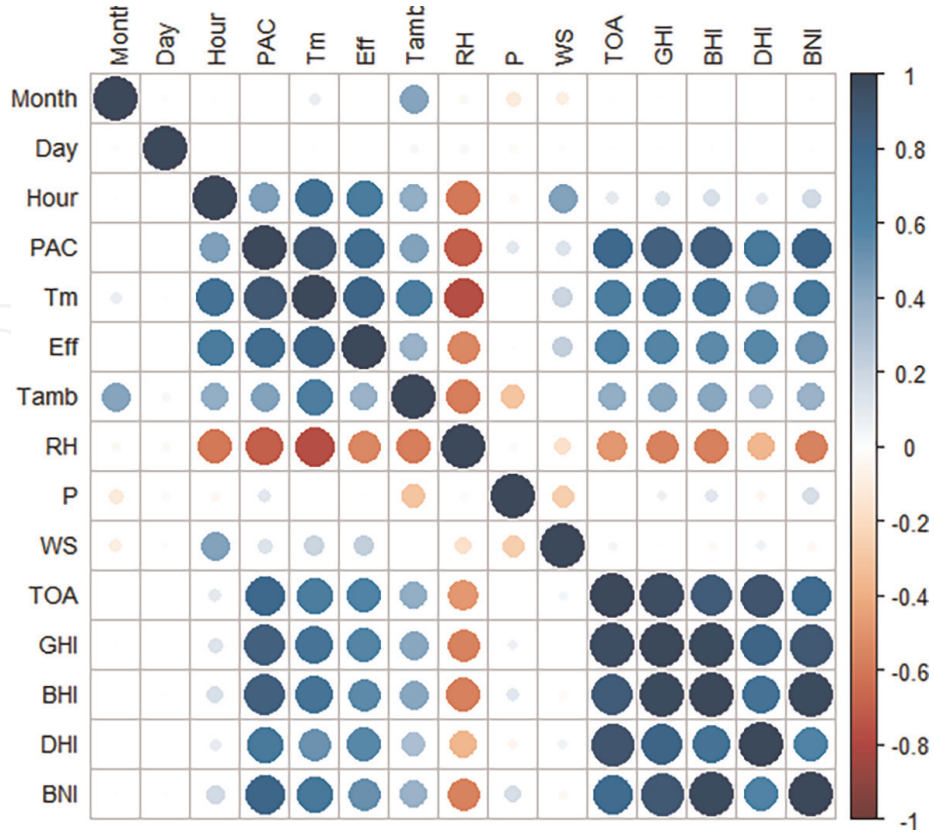 Month
Day
Hour
PAC
Tm
Eff
Tamb
RH
P
WS
TOA
GHI
BHI
DHI
BNI
Month
Day
Hour
PAC
Tm
Eff
Tamb
RH
P
WS
TOA
GHI
BHI
DHI
BNI
1
0.8
0.6
0.4
0.2
0
-0.2
-0.4
-0.6
-0.8
-1